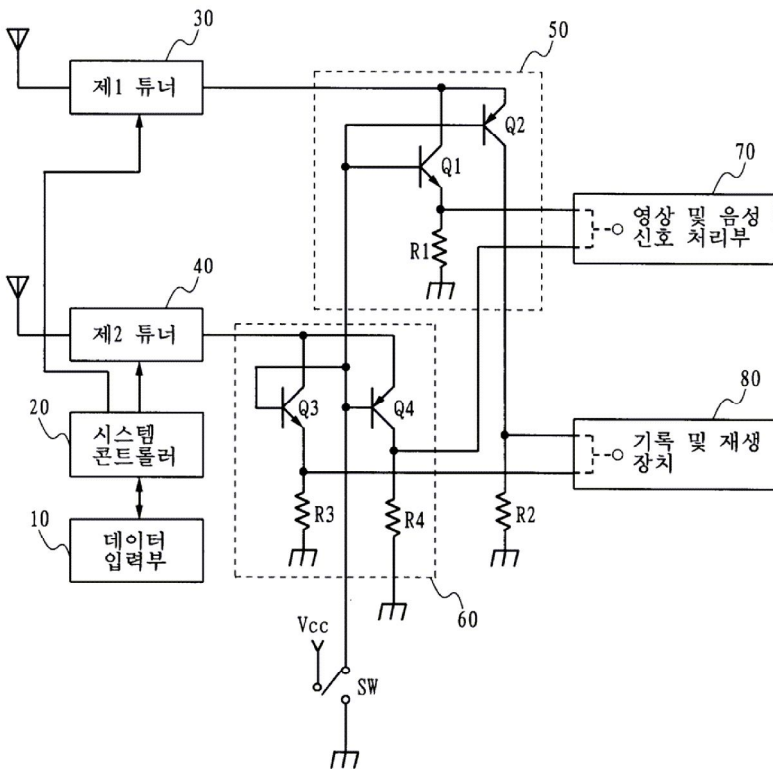 30
제1 튜너
50
Q2
Q1
R1
70
영상 및 음성
신호 처리부
40
제2 튜너
20
시스템
콘트롤러
Q3
Q4
80
기록 및 재생
장치
R3
R4
R2
10
데이터
입력부
60
Vcc
SW